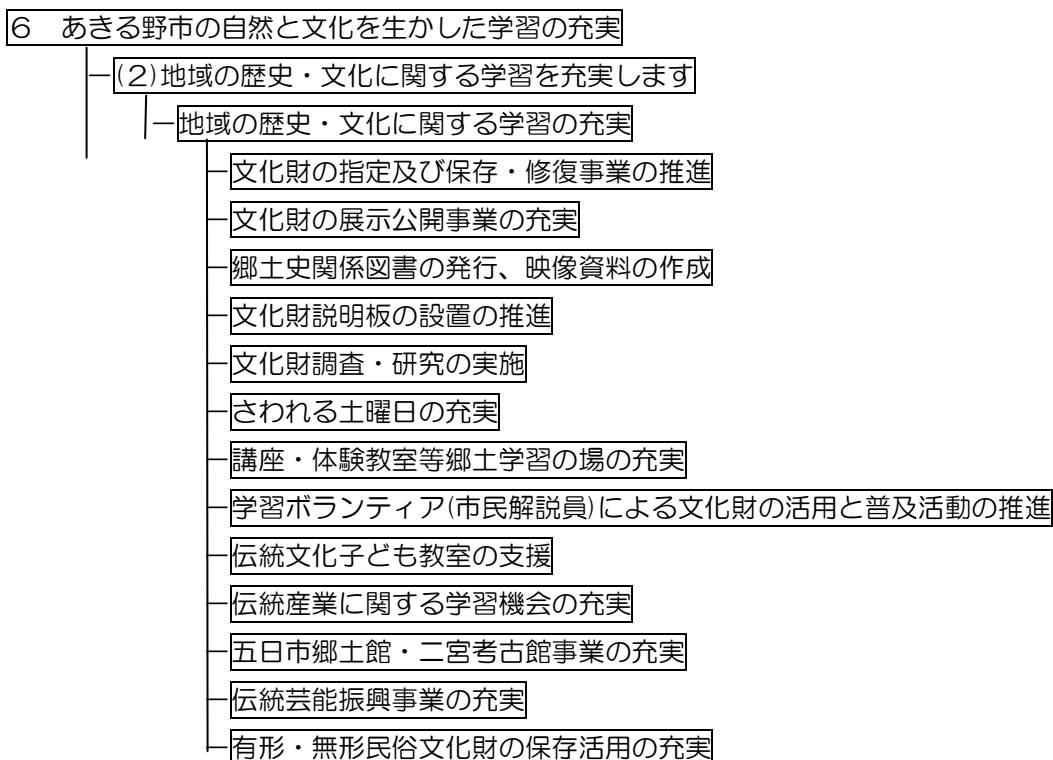 ６　あきる野市の自然と文化を生かした学習の充実
(２)地域の歴史・文化に関する学習を充実します
地域の歴史・文化に関する学習の充実
文化財の指定及び保存・修復事業の推進
文化財の展示公開事業の充実
郷土史関係図書の発行、映像資料の作成
文化財説明板の設置の推進
文化財調査・研究の実施
さわれる土曜日の充実
講座・体験教室等郷土学習の場の充実
学習ボランティア(市民解説員)による文化財の活用と普及活動の推進
伝統文化子ども教室の支援
伝統産業に関する学習機会の充実
五日市郷土館・二宮考古館事業の充実
伝統芸能振興事業の充実
有形・無形民俗文化財の保存活用の充実